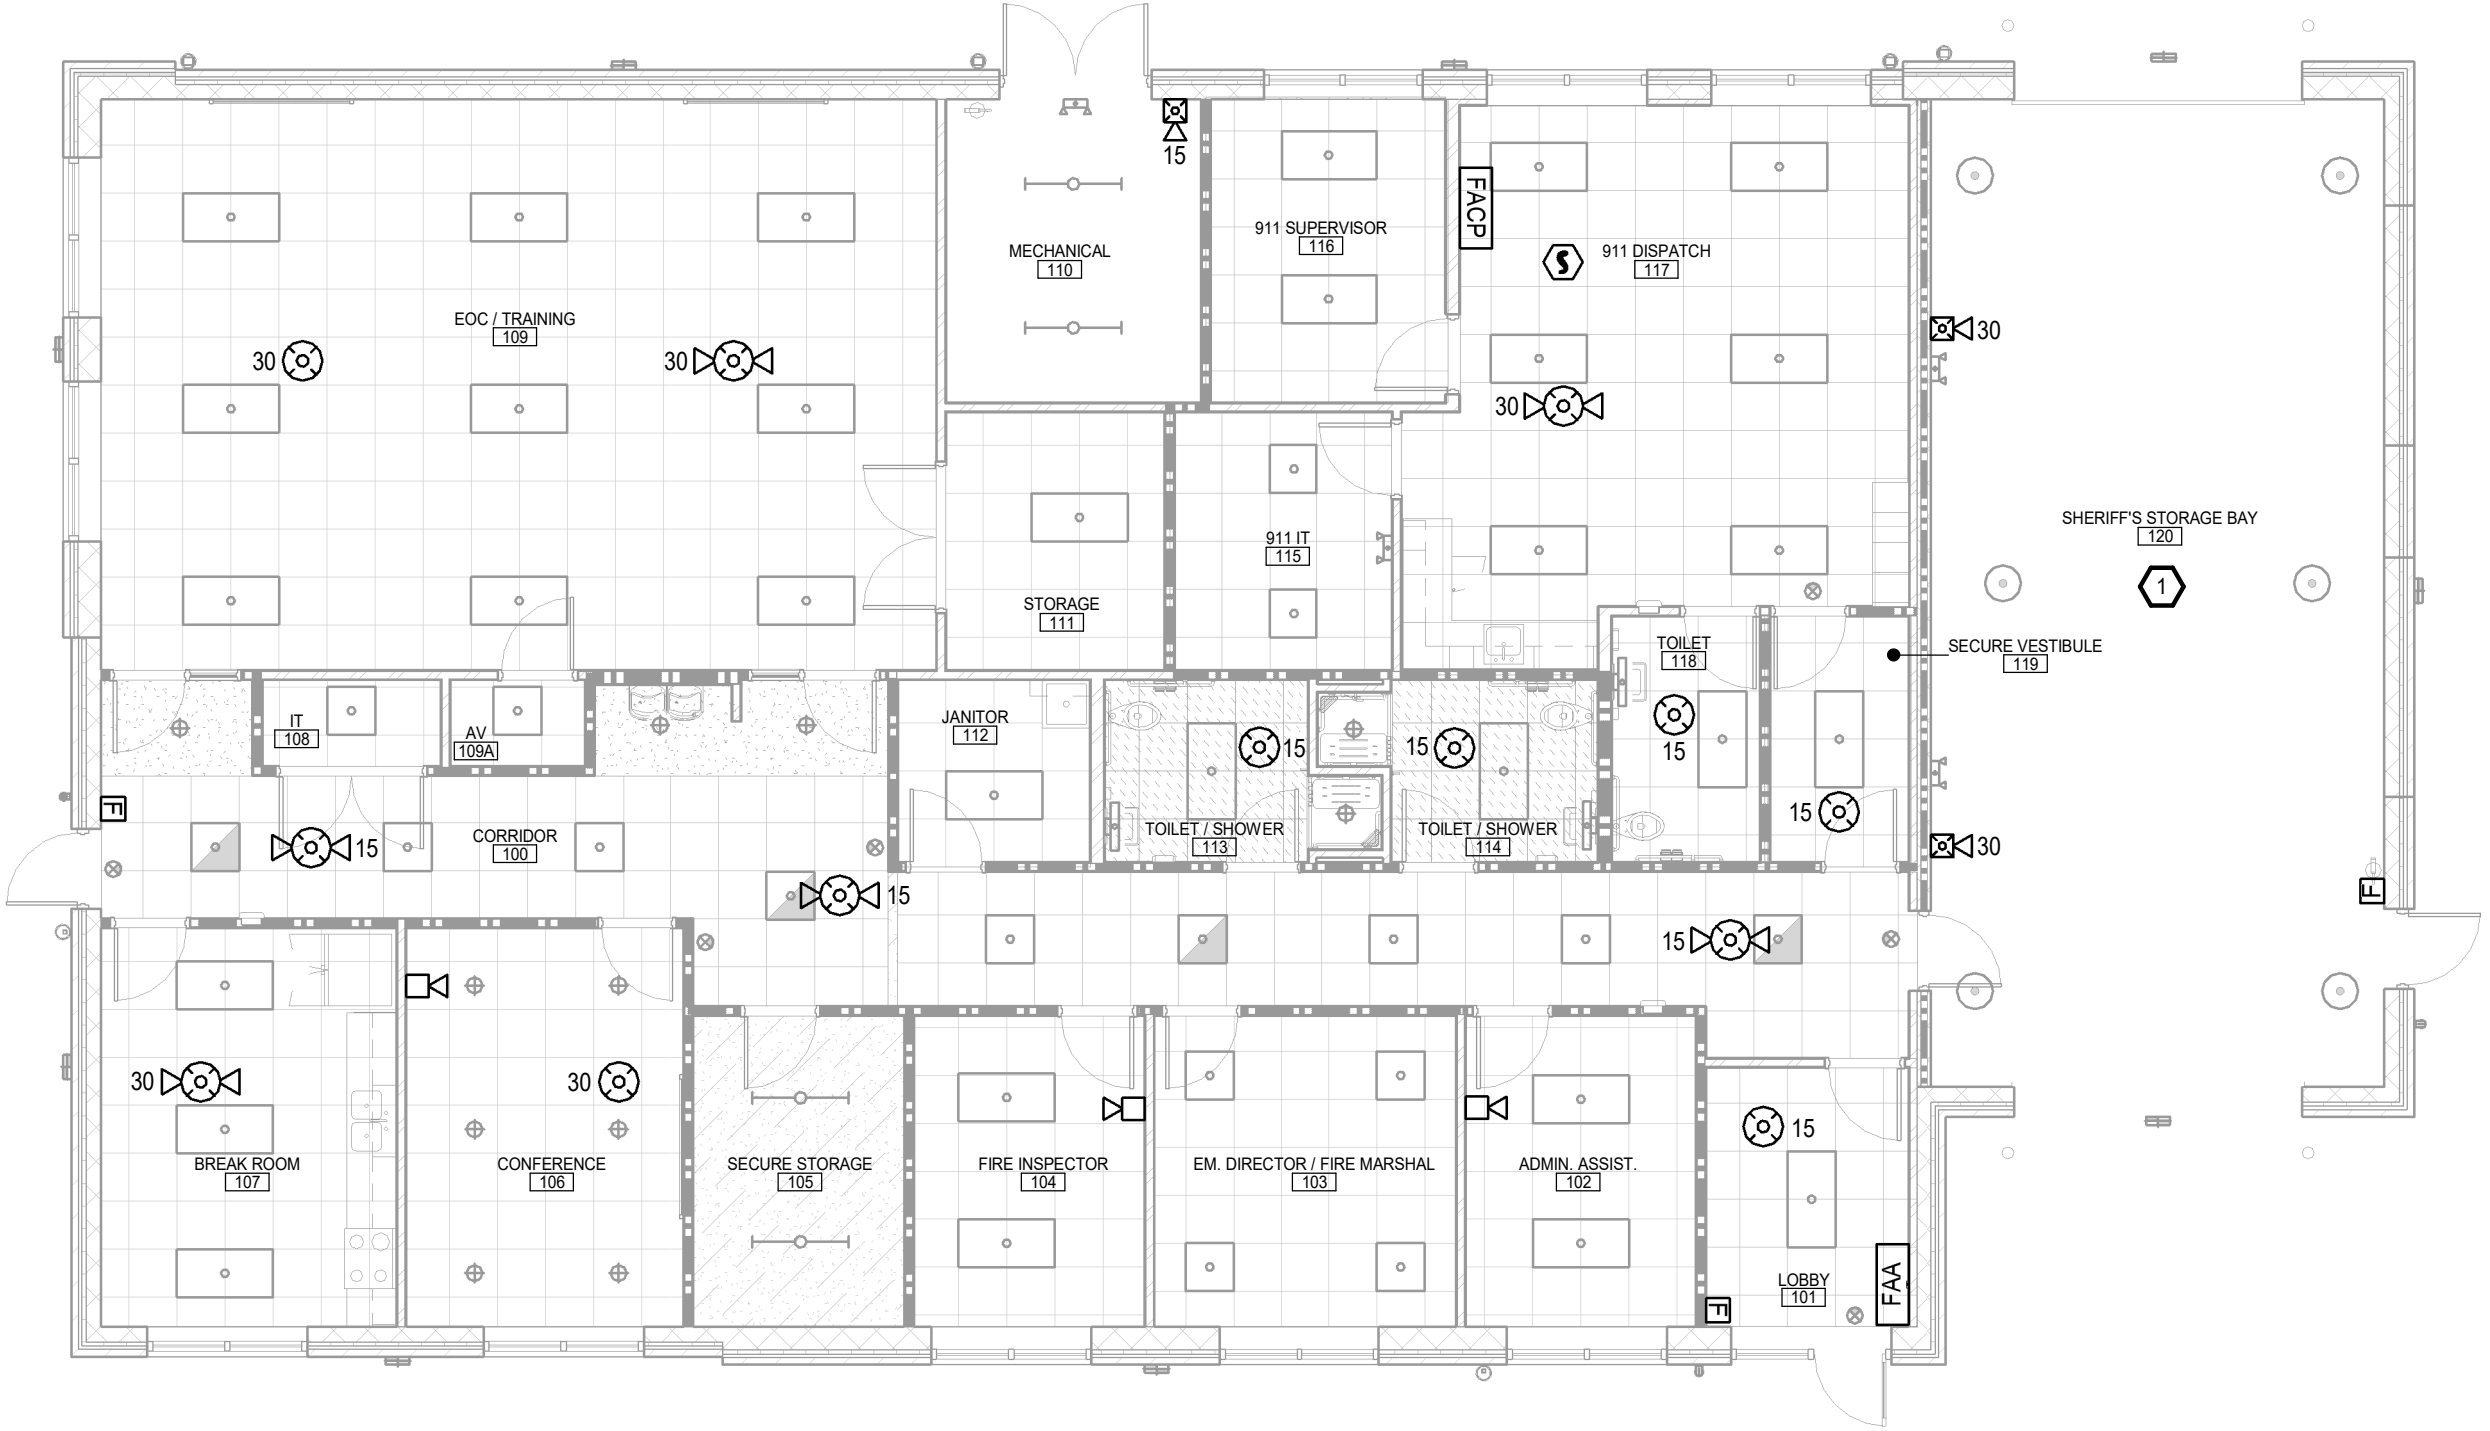 15
FACP
911 SUPERVISOR
116
MECHANICAL
110
S
911 DISPATCH
117
EOC / TRAINING
109
30
30
30
30
SHERIFF'S STORAGE BAY
120
1
911 IT
115
STORAGE
111
TOILET
118
SECURE VESTIBULE
119
IT
108
AV
109A
JANITOR
112
15
15
15
15
F
CORRIDOR
100
15
TOILET / SHOWER
113
TOILET / SHOWER
114
30
F
15
15
30
30
BREAK ROOM
107
CONFERENCE
106
SECURE STORAGE
105
FIRE INSPECTOR
104
EM. DIRECTOR / FIRE MARSHAL
103
ADMIN. ASSIST.
102
15
LOBBY
101
FAA
F